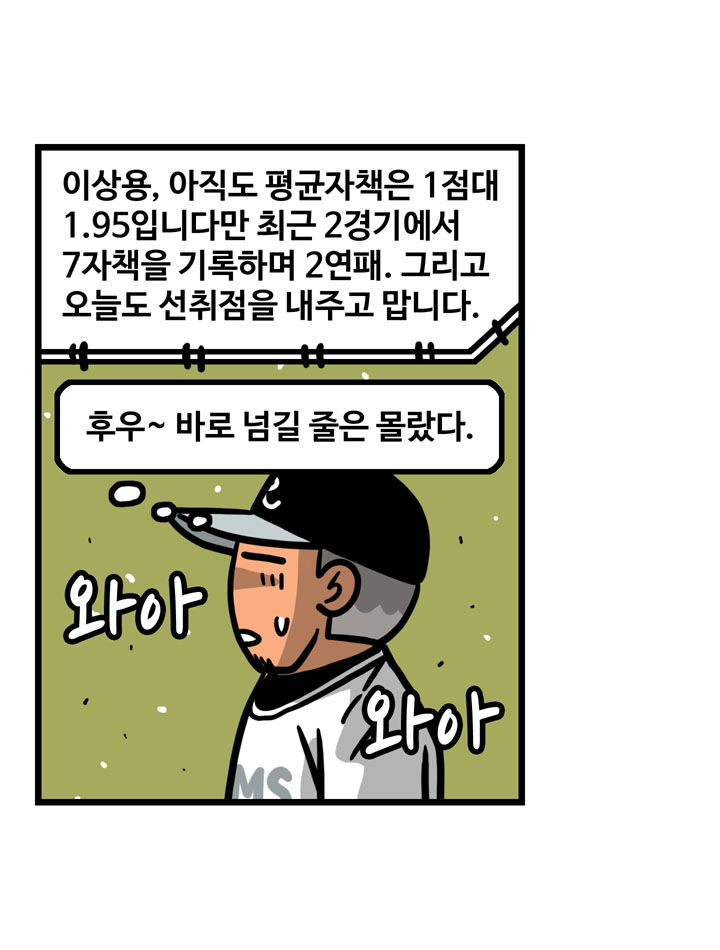 이상용, 아직도 평균자책은 1점대
1.95입니다만 최근 2경기에서
7자책을 기록하며 2연패. 그리고
오늘도 선취점을 내주고 맙니다.
후우~ 바로 넘길 줄은 몰랐다.
와아
와아
MS